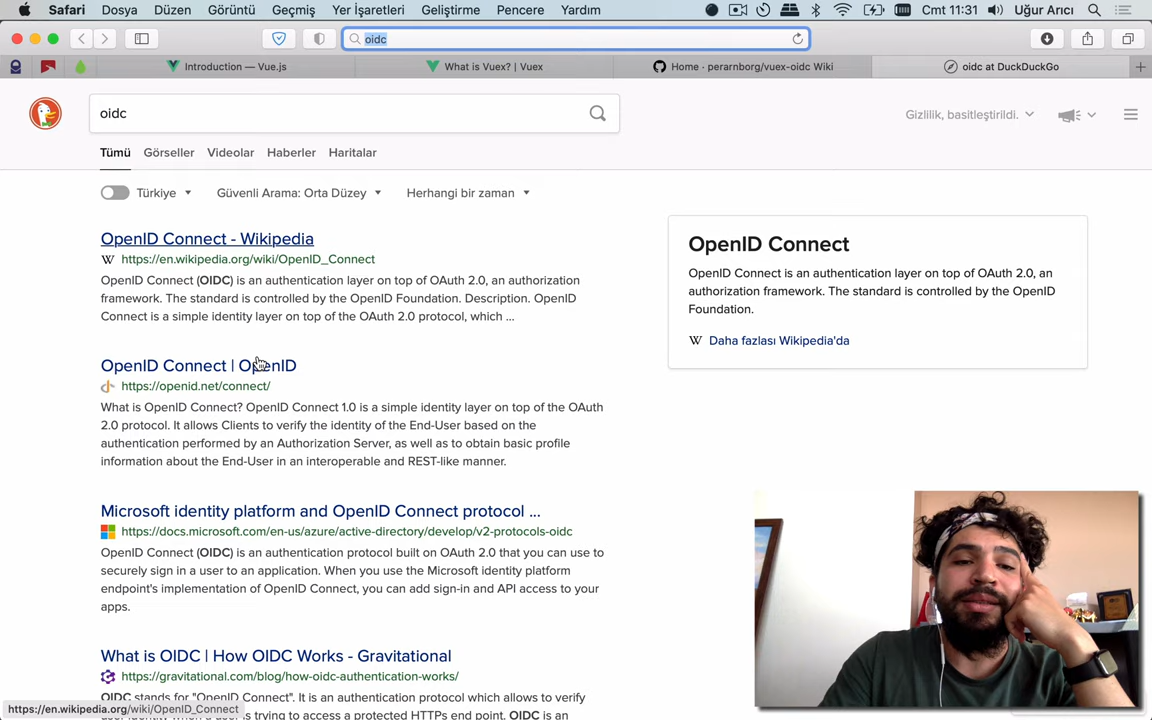 Safari Dosya Düzen Görüntü Geçmiş Yer İşaretleri Geliştirme Pencere Yardım Cmt 11:31 Uğur Arıcı
oidc
Introduction — Vue.js What is Vuex? | Vuex Home · perarnborg/vuex-oidc Wiki oidc at DuckDuckGo
oidc
Gizlilik, basitleştirildi.
Tümü Görseller Videolar Haberler Haritalar
Türkiye Güvenli Arama: Orta Düzey Herhangi bir zaman
OpenID Connect - Wikipedia
W https://en.wikipedia.org/wiki/OpenID_Connect
OpenID Connect (OIDC) is an authentication layer on top of OAuth 2.0, an authorization
framework. The standard is controlled by the OpenID Foundation. Description. OpenID
Connect is a simple identity layer on top of the OAuth 2.0 protocol, which ...
OpenID Connect
OpenID Connect is an authentication layer on top of OAuth 2.0, an
authorization framework. The standard is controlled by the OpenID
Foundation.
W Daha fazlası Wikipedia'da
OpenID Connect | OpenID
https://openid.net/connect/
What is OpenID Connect? OpenID Connect 1.0 is a simple identity layer on top of the OAuth
2.0 protocol. It allows Clients to verify the identity of the End-User based on the
authentication performed by an Authorization Server, as well as to obtain basic profile
information about the End-User in an interoperable and REST-like manner.
Microsoft identity platform and OpenID Connect protocol ...
https://docs.microsoft.com/en-us/azure/active-directory/develop/v2-protocols-oidc
OpenID Connect (OIDC) is an authentication protocol built on OAuth 2.0 that you can use to
securely sign in a user to an application. When you use the Microsoft identity platform
endpoint's implementation of OpenID Connect, you can add sign-in and API access to your
apps.
What is OIDC | How OIDC Works - Gravitational
https://gravitational.com/blog/how-oidc-authentication-works/
OIDC stands for "OpenID Connect". It is an authentication protocol which allows to verify
user identity when a user is trying to access a protected HTTPs end point. OIDC is an
https://en.wikipedia.org/wiki/OpenID_Connect